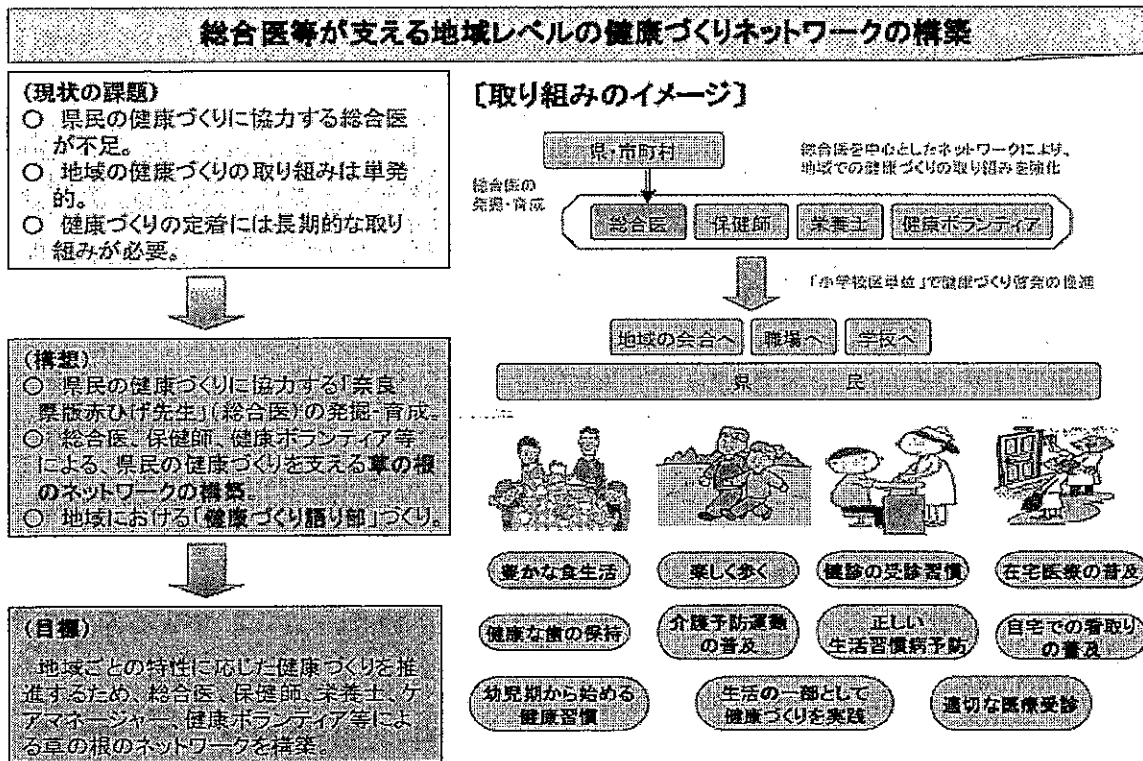 総合医等が支える地域レベルの健康づくりネットワークの構築
(現状の課題)
○ 県民の健康づくりに協力する総合医
が不足。
○ 地域の健康づくりの取り組みは単発
的。
○ 健康づくりの定着には長期的な取り
組みが必要。
(構想)
○ 県民の健康づくりに協力する「奈良
県版赤ひげ先生」(総合医)の発掘・育成。
○ 総合医、保健師、健康ボランティア等
による、県民の健康づくりを支える草の根
のネットワークの構築。
○ 地域における「健康づくり語り部」づくり。
(目標)
地域ごとの特性に応じた健康づくりを推
進するため、総合医、保健師、栄養士、ケ
アマネージャー、健康ボランティア等によ
る草の根のネットワークを構築。
[取り組みのイメージ]
県・市町村
総合医を中心としたネットワークにより、
地域での健康づくりの取り組みを強化
総合医の
発掘・育成
総合医 保健師 栄養士 健康ボランティア
「小学校区単位」で健康づくり啓発の推進
地域の会合へ 職場へ 学校へ
県 民
豊かな食生活 楽しく歩く 健診の受診習慣 在宅医療の普及
健康な歯の保持
介護予防運動
の普及
正しい
生活習慣病予防
自宅での看取り
の普及
幼児期から始める
健康習慣
生活の一部として
健康づくりを実践
適切な医療受診